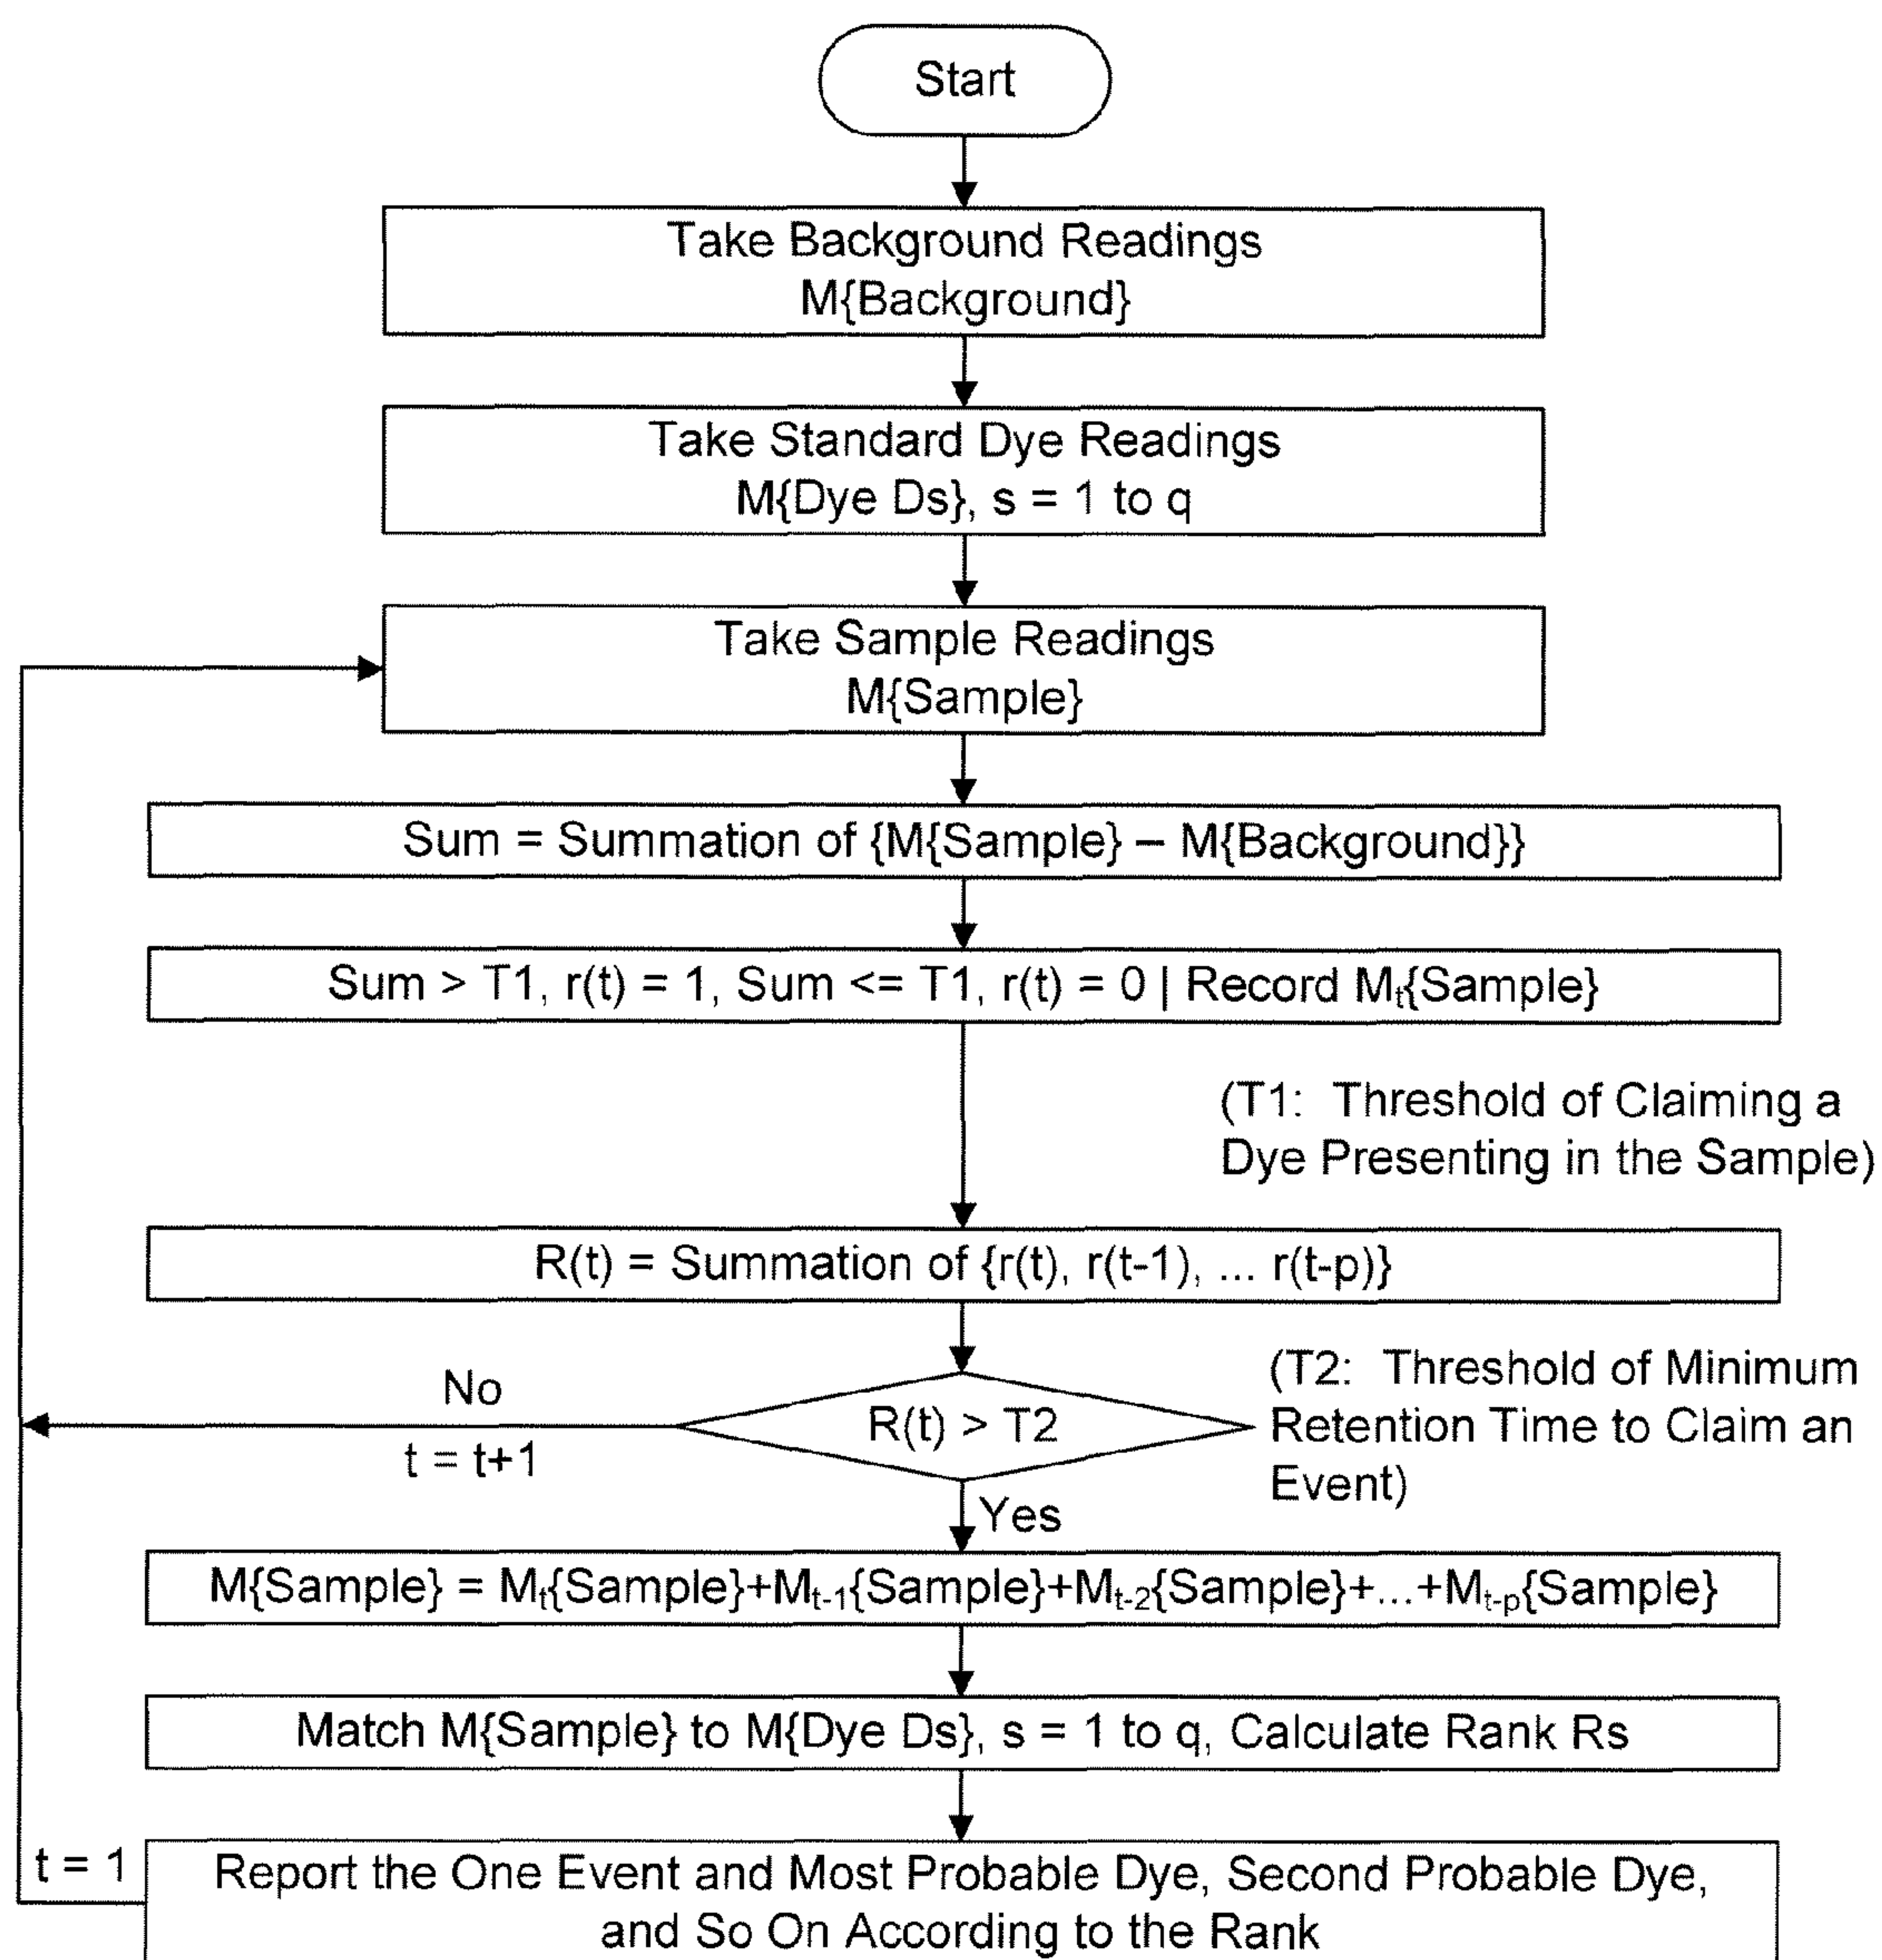 Start
Take Background Readings
M{Background}
Take Standard Dye Readings
M{Dye Ds}, s = 1 to q
Take Sample Readings
M{Sample}
Sum = Summation of {M{Sample} – M{Background}}
Sum > T1, r(t) = 1, Sum <= T1, r(t) = 0 | Record Mₜ{Sample}
(T1: Threshold of Claiming a
Dye Presenting in the Sample)
R(t) = Summation of {r(t), r(t-1), ... r(t-p)}
No
t = t+1
R(t) > T2
(T2: Threshold of Minimum
Retention Time to Claim an
Event)
Yes
M{Sample} = Mₜ{Sample}+Mₜ₋₁{Sample}+Mₜ₋₂{Sample}+...+Mₜ₋ₚ{Sample}
Match M{Sample} to M{Dye Ds}, s = 1 to q, Calculate Rank Rs
t = 1
Report the One Event and Most Probable Dye, Second Probable Dye,
and So On According to the Rank